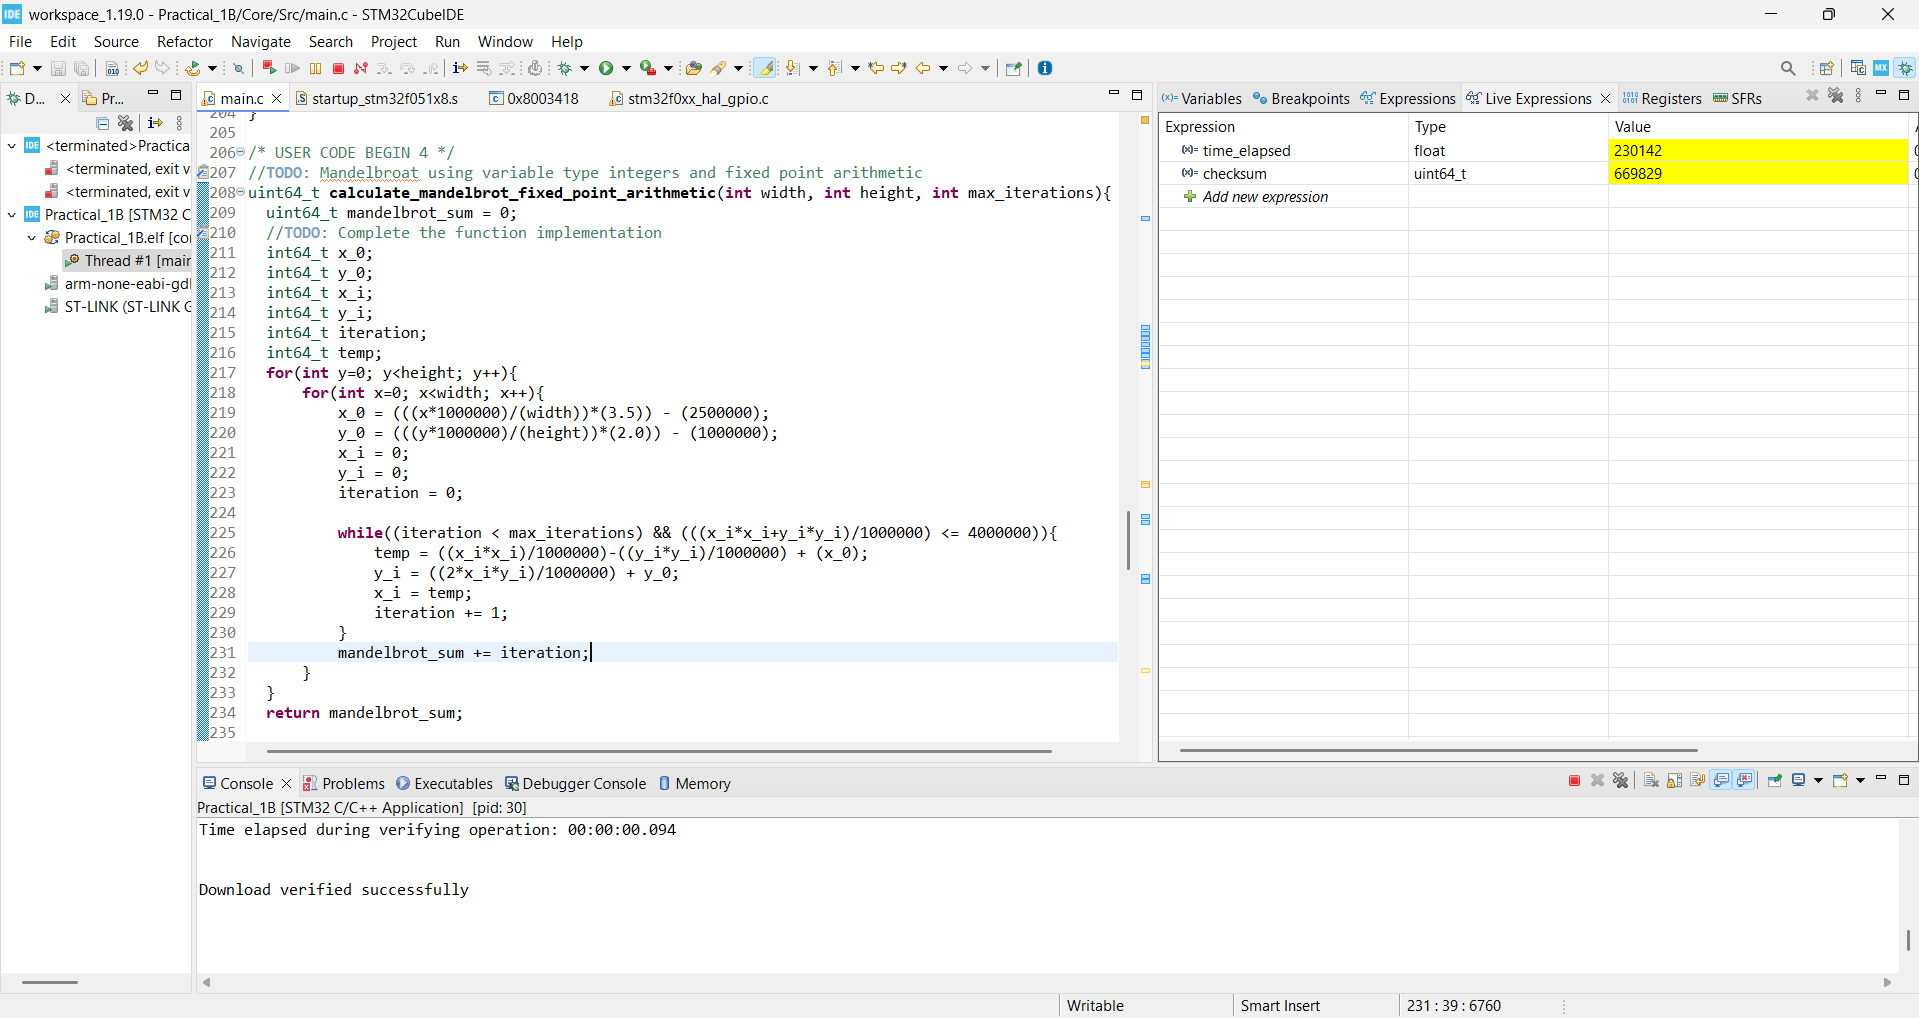 workspace_1.19.0 - Practical_1B/Core/Src/main.c - STM32CubeIDE
File Edit Source Refactor Navigate Search Project Run Window Help
D... Pr...
<terminated>Practica
<terminated, exit v
<terminated, exit v
Practical_1B [STM32 C
Practical_1B.elf [co
Thread #1 [mair
arm-none-eabi-gd
ST-LINK (ST-LINK G
main.c startup_stm32f051x8.s 0x8003418 stm32f0xx_hal_gpio.c
204 }
205
206 /* USER CODE BEGIN 4 */
207 //TODO: Mandelbroat using variable type integers and fixed point arithmetic
208 uint64_t calculate_mandelbrot_fixed_point_arithmetic(int width, int height, int max_iterations){
209 uint64_t mandelbrot_sum = 0;
210 //TODO: Complete the function implementation
211 int64_t x_0;
212 int64_t y_0;
213 int64_t x_i;
214 int64_t y_i;
215 int64_t iteration;
216 int64_t temp;
217 for(int y=0; y<height; y++){
218 for(int x=0; x<width; x++){
219 x_0 = (((x*1000000)/(width))*(3.5)) - (2500000);
220 y_0 = (((y*1000000)/(height))*(2.0)) - (1000000);
221 x_i = 0;
222 y_i = 0;
223 iteration = 0;
224
225 while((iteration < max_iterations) && (((x_i*x_i+y_i*y_i)/1000000) <= 4000000)){
226 temp = ((x_i*x_i)/1000000)-((y_i*y_i)/1000000) + (x_0);
227 y_i = ((2*x_i*y_i)/1000000) + y_0;
228 x_i = temp;
229 iteration += 1;
230 }
231 mandelbrot_sum += iteration;
232 }
233 }
234 return mandelbrot_sum;
235
Variables Breakpoints Expressions Live Expressions Registers SFRs
Expression Type Value
time_elapsed float 230142
checksum uint64_t 669829
Add new expression
Console Problems Executables Debugger Console Memory
Practical_1B [STM32 C/C++ Application] [pid: 30]
Time elapsed during verifying operation: 00:00:00.094
Download verified successfully
Writable Smart Insert 231 : 39 : 6760